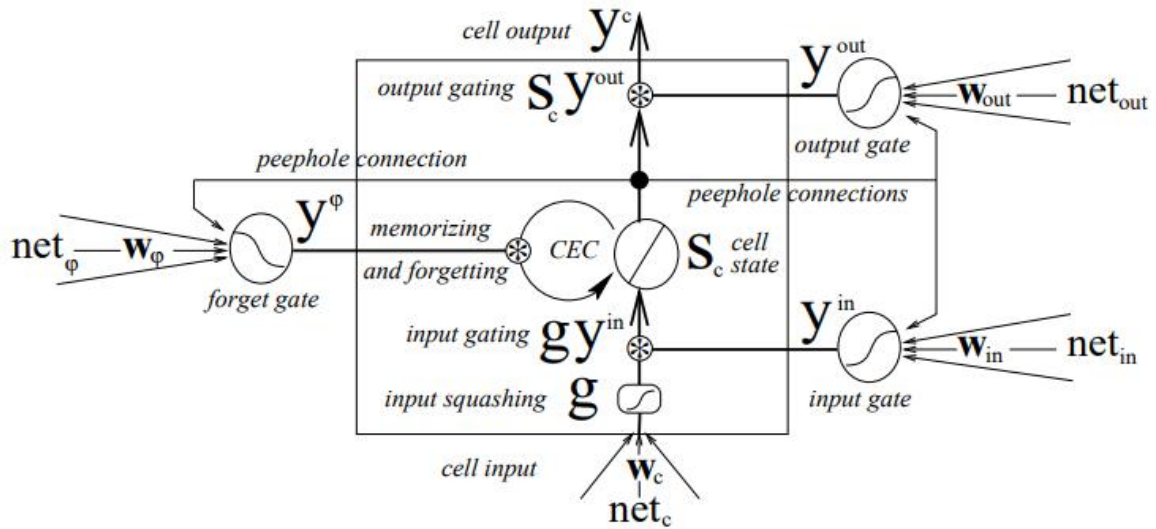 cell output y^c
output gating S_c y^out
y^out
w_out net_out
output gate
peephole connection
peephole connections
y^φ
net_φ w_φ
forget gate
memorizing
and forgetting
CEC
S_c cell
state
input gating g y^in
y^in
w_in net_in
input gate
input squashing g
cell input
w_c
net_c